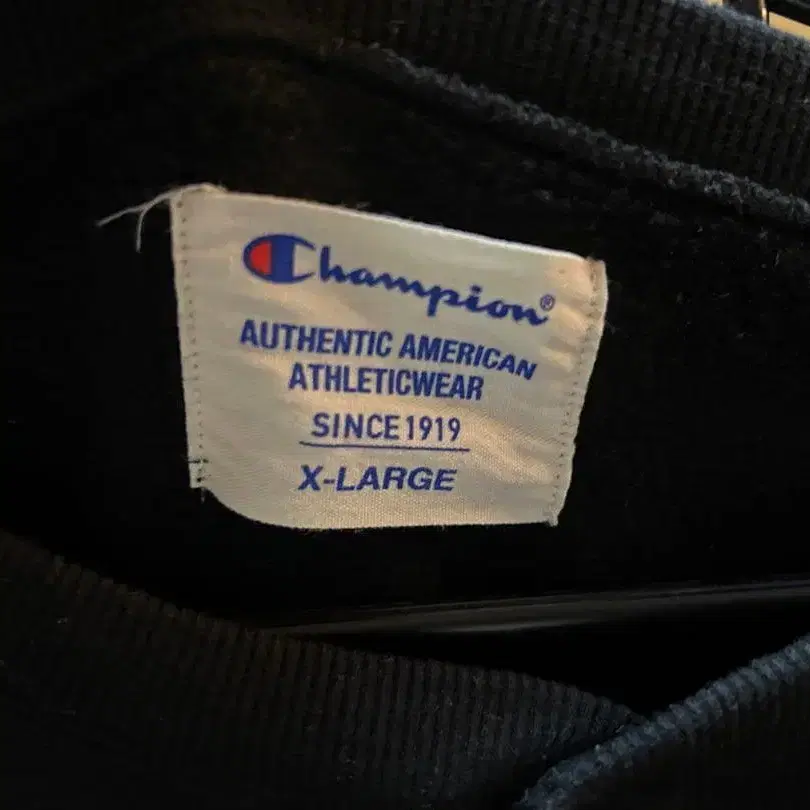 Champion®
AUTHENTIC AMERICAN
ATHLETICWEAR
SINCE 1919
X-LARGE